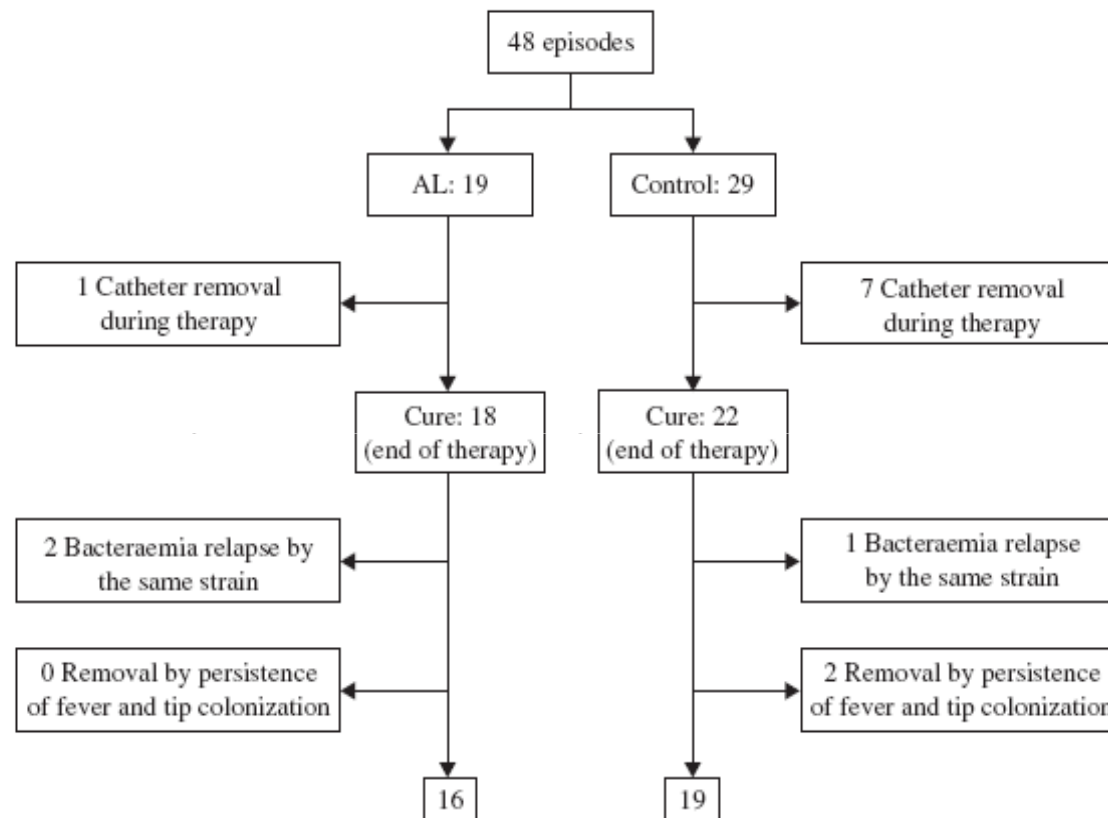 48 episodes
AL: 19
Control: 29
1 Catheter removal
during therapy
7 Catheter removal
during therapy
Cure: 18
(end of therapy)
Cure: 22
(end of therapy)
2 Bacteraemia relapse by
the same strain
1 Bacteraemia relapse
by the same strain
0 Removal by persistence
of fever and tip colonization
2 Removal by persistence
of fever and tip colonization
16
19